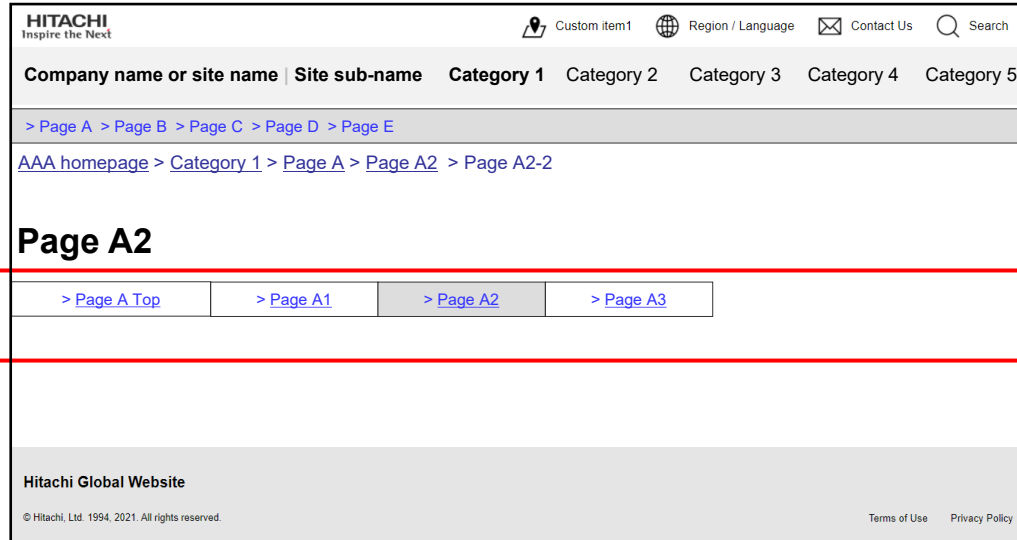 HITACHI
Inspire the Next
Custom item1 Region / Language Contact Us Search
Company name or site name | Site sub-name Category 1 Category 2 Category 3 Category 4 Category 5
> Page A > Page B > Page C > Page D > Page E
AAA homepage > Category 1 > Page A > Page A2 > Page A2-2
Page A2
> Page A Top > Page A1 > Page A2 > Page A3
Hitachi Global Website
© Hitachi, Ltd. 1994, 2021. All rights reserved. Terms of Use Privacy Policy